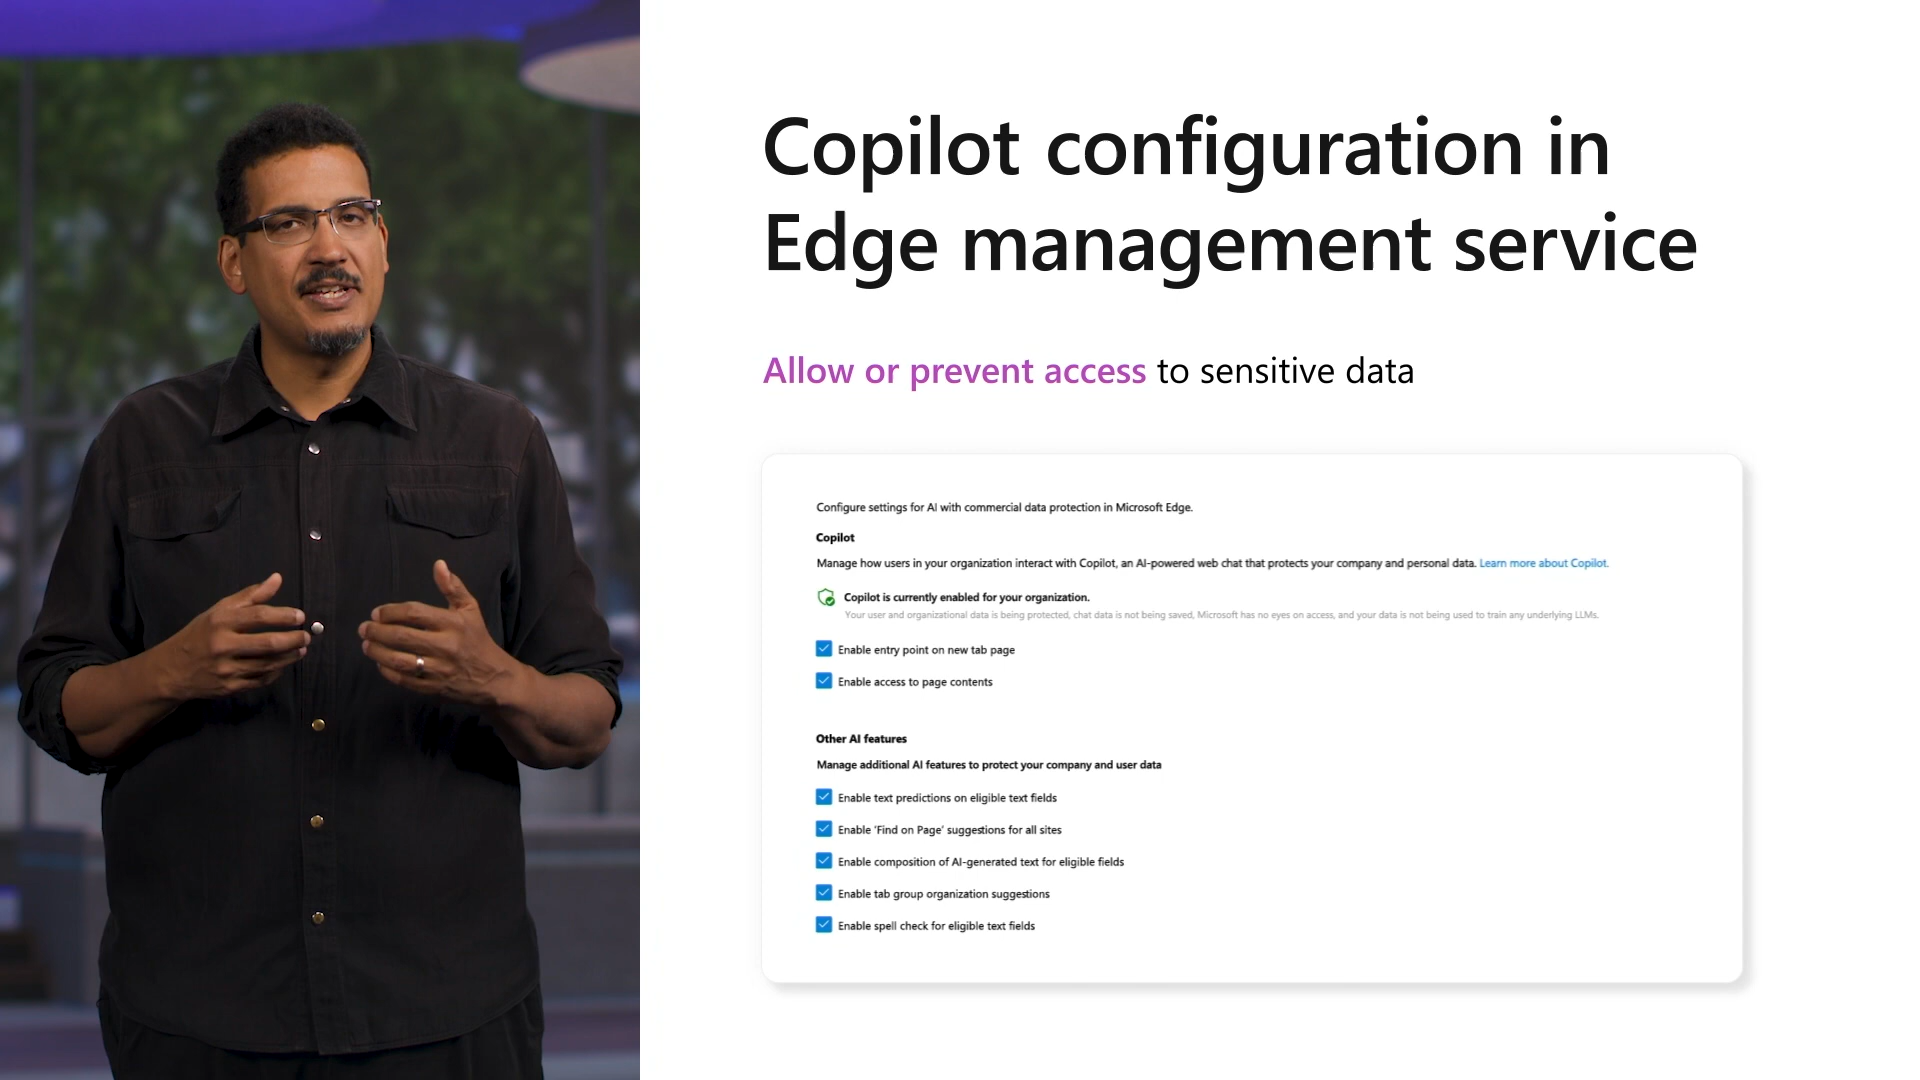 Copilot configuration in
Edge management service
Allow or prevent access to sensitive data
Configure settings for AI with commercial data protection in Microsoft Edge.
Copilot
Manage how users in your organization interact with Copilot, an AI-powered web chat that protects your company and personal data. Learn more about Copilot.
Copilot is currently enabled for your organization.
Your user and organizational data is being protected, chat data is not being saved, Microsoft has no eyes on access, and your data is not being used to train any underlying LLMs.
Enable entry point on new tab page
Enable access to page contents
Other AI features
Manage additional AI features to protect your company and user data
Enable text predictions on eligible text fields
Enable 'Find on Page' suggestions for all sites
Enable composition of AI-generated text for eligible fields
Enable tab group organization suggestions
Enable spell check for eligible text fields